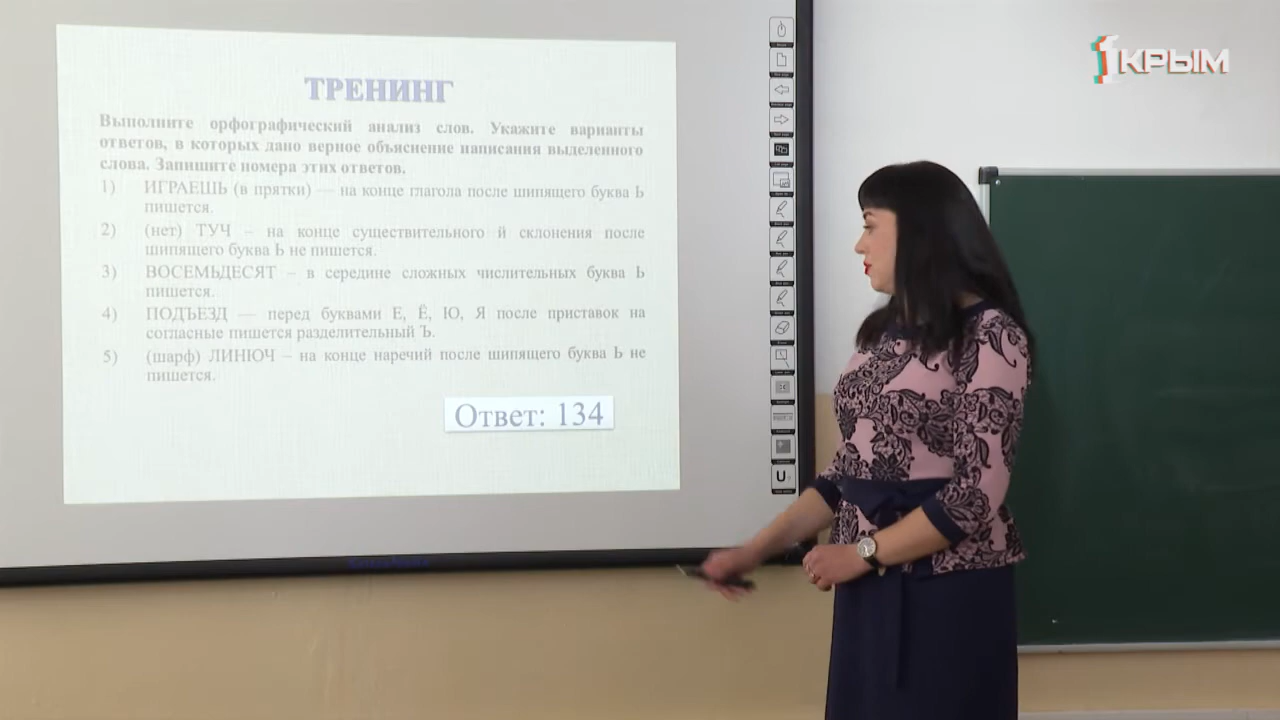 1КРЫМ
ТРЕНИНГ
Выполните орфографический анализ слов. Укажите варианты
ответов, в которых дано верное объяснение написания выделенного
слова. Запишите номера этих ответов.
1) ИГРАЕШЬ (в прятки) — на конце глагола после шипящего буква Ь
пишется.
2) (нет) ТУЧ – на конце существительного й склонения после
шипящего буква Ь не пишется.
3) ВОСЕМЬДЕСЯТ – в середине сложных числительных буква Ь
пишется.
4) ПОДЪЕЗД — перед буквами Е, Ё, Ю, Я после приставок на
согласные пишется разделительный Ъ.
5) (шарф) ЛИНЮЧ – на конце наречий после шипящего буква Ь не
пишется.
Ответ: 134